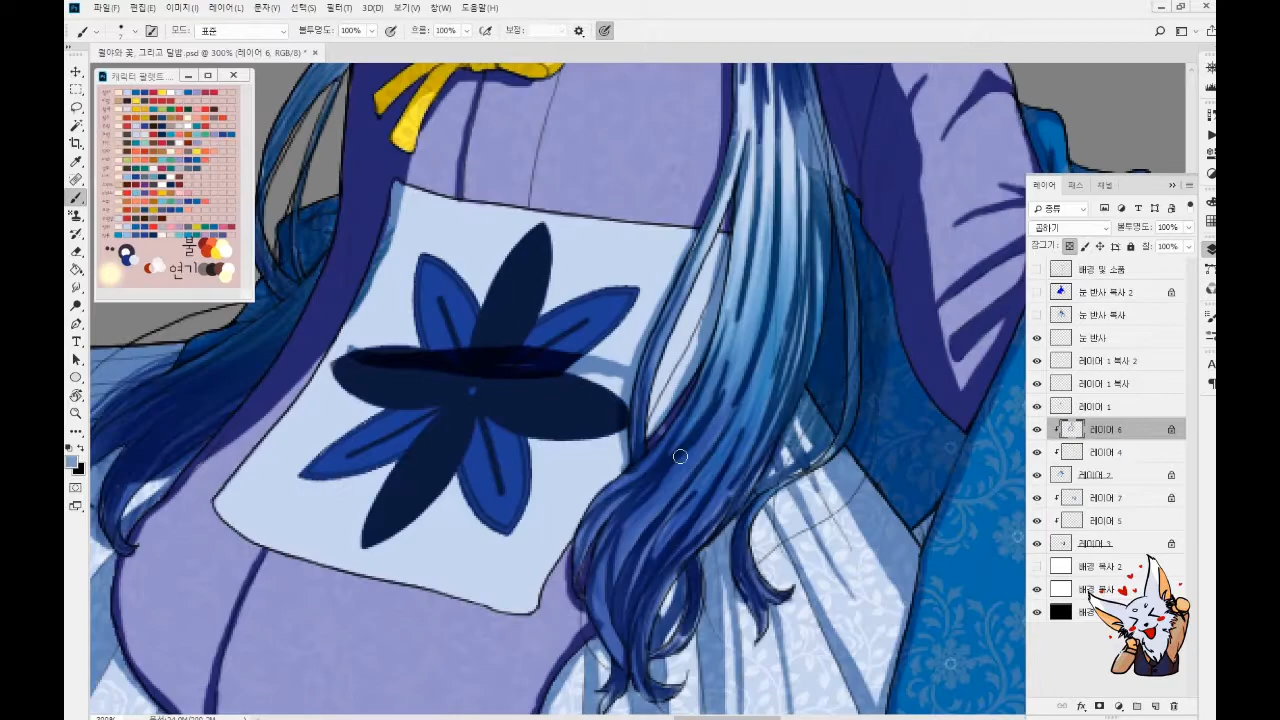 파일(F) 편집(E) 이미지(I) 레이어(L) 문자(Y) 선택(S) 필터(T) 3D(D) 보기(V) 창(W) 도움말(H)
7 모드: 표준 불투명도: 100% 흐름: 100% 보정:
월야와 꽃, 그리고 달밤.psd @ 300% (레이어 6, RGB/8) *
캐릭터 팔렛트...
불
연기
레이어 패스 채널
종류
곱하기 불투명도: 100%
잠그기: 칠: 100%
배경 및 소품
눈 반사 복사 2
눈 반사 복사
눈 반사
레이어 1 복사 2
레이어 1 복사
레이어 1
레이어 6
레이어 4
레이어 2
레이어 7
레이어 5
레이어 3
배경 복사 2
배경 복사
fx